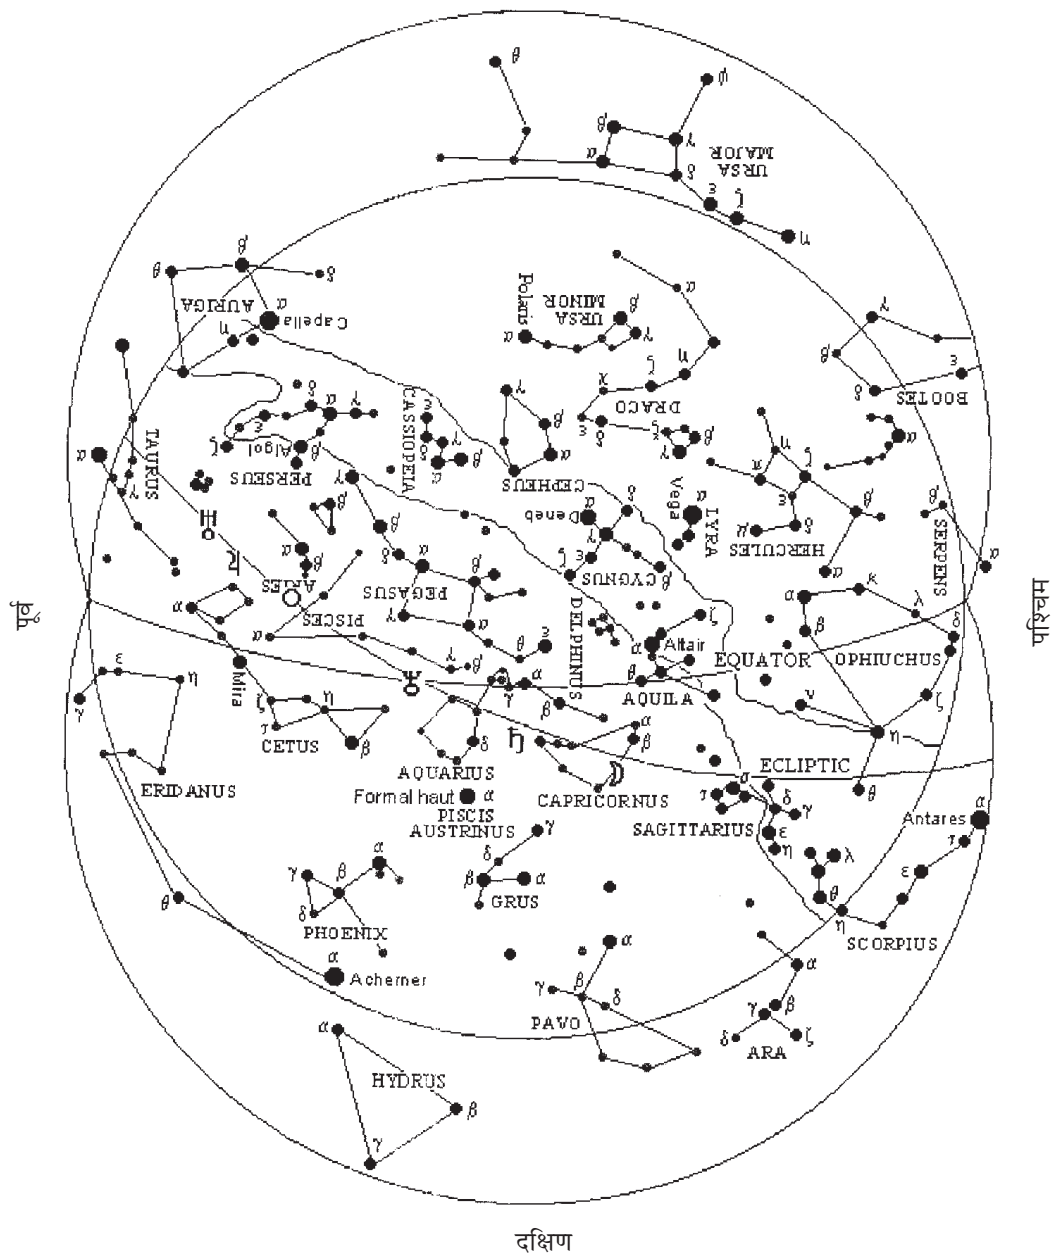 θ
φ
β
γ
α
δ
URSA
MAJOR
ε
ζ
η
θ
β
δ
AURIGA
α
Capella
η
Polaris
α
URSA
MINOR
β
γ
α
η
ζ
χ
DRACO
ε
δ
ξ
β
γ
γ
β
δ
ε
BOOTES
α
TAURUS
α
γ
δ
α
γ
ε
ζ
Algol
β
PERSEUS
CASSIOPEIA
ε
δ
γ
α
β
γ
β
α
CEPHEUS
η
π
ζ
ε
β
δ
μ
HERCULES
α
β
SERPENS
α
β
α
β
ARIES
γ
β
δ
α
β
PEGASUS
γ
α
θ
ε
δ
α
Deneb
γ
ε
ζ
β
CYGNUS
α
Vega
LYRA
पूर्व
पश्चिम
α
PISCES
α
γ
β
DELPHINUS
ζ
α
Altair
θ
AQUILA
EQUATOR
α
β
κ
λ
δ
OPHIUCHUS
ζ
ν
η
θ
Mira
ε
γ
η
ERIDANUS
ζ
τ
η
β
CETUS
γ
α
β
δ
AQUARIUS
α
β
CAPRICORNUS
ECLIPTIC
σ
τ
δ
γ
ε
η
SAGITTARIUS
Formal haut
α
PISCIS
AUSTRINUS
γ
δ
β
α
GRUS
Antares
α
τ
ε
λ
θ
η
SCORPIUS
γ
β
α
δ
PHOENIX
θ
α
Acherner
α
γ
β
δ
PAVO
α
γ
β
δ
ζ
ARA
α
HYDRUS
β
γ
दक्षिण